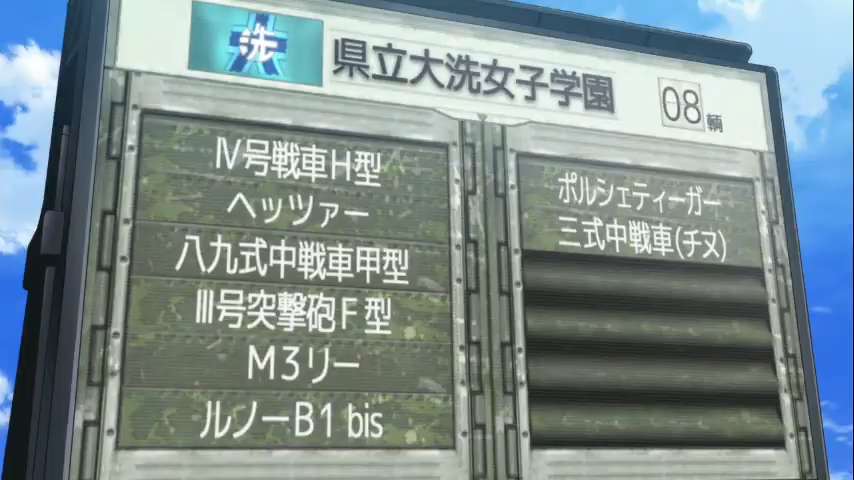 洗
県立大洗女子学園
08輌
Ⅳ号戦車H型
ヘッツァー
八九式中戦車甲型
Ⅲ号突撃砲F型
M3リー
ルノーB1 bis
ポルシェティーガー
三式中戦車(チヌ)